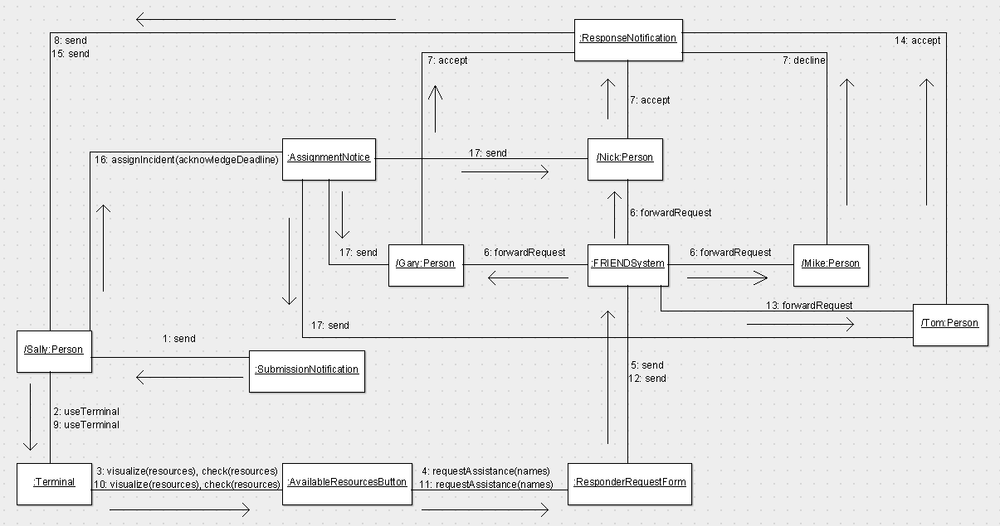 8: send
15: send
:ResponseNotification
14: accept
7: accept
7: decline
7: accept
16: assignIncident(acknowledgeDeadline)
:AssignmentNotice
17: send
/Nick:Person
6: forwardRequest
17: send
/Gary:Person
6: forwardRequest
:FRIENDSystem
6: forwardRequest
/Mike:Person
13: forwardRequest
/Tom:Person
17: send
/Sally:Person
1: send
:SubmissionNotification
5: send
12: send
2: useTerminal
9: useTerminal
:Terminal
3: visualize(resources), check(resources)
10: visualize(resources), check(resources)
:AvailableResourcesButton
4: requestAssistance(names)
11: requestAssistance(names)
:ResponderRequestForm